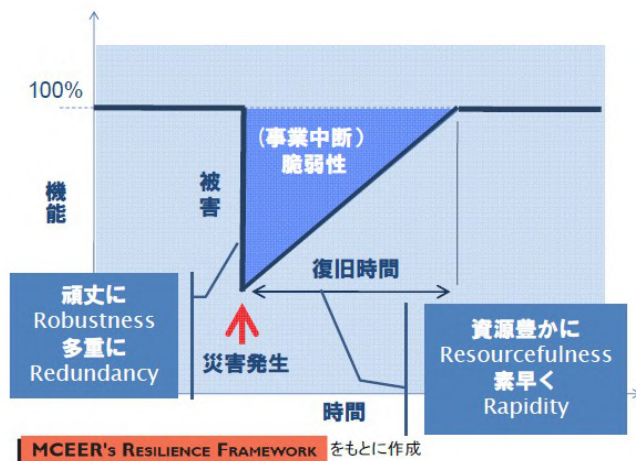 100%
(事業中断)
脆弱性
機能
被害
復旧時間
頑丈に
Robustness
多重に
Redundancy
災害発生
資源豊かに
Resourcefulness
素早く
Rapidity
時間
MCEER's RESILIENCE FRAMEWORK をもとに作成